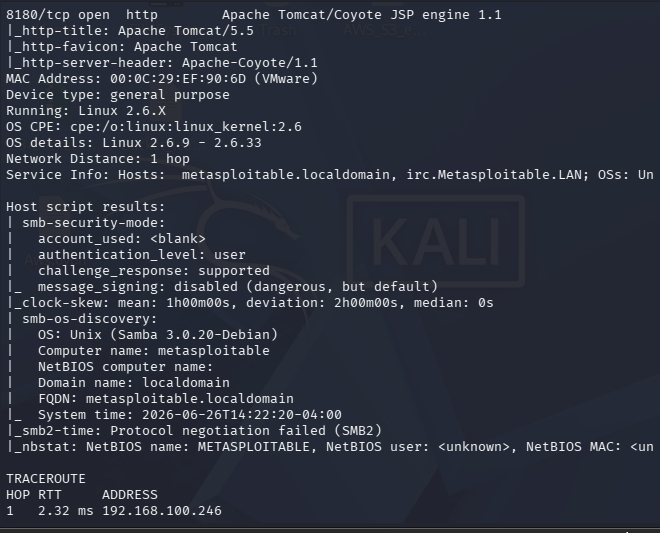 8180/tcp open  http        Apache Tomcat/Coyote JSP engine 1.1
|_http-title: Apache Tomcat/5.5
|_http-favicon: Apache Tomcat
|_http-server-header: Apache-Coyote/1.1
MAC Address: 00:0C:29:EF:90:6D (VMware)
Device type: general purpose
Running: Linux 2.6.X
OS CPE: cpe:/o:linux:linux_kernel:2.6
OS details: Linux 2.6.9 - 2.6.33
Network Distance: 1 hop
Service Info: Hosts:  metasploitable.localdomain, irc.Metasploitable.LAN; OSs: Un

Host script results:
| smb-security-mode:
|   account_used: <blank>
|   authentication_level: user
|   challenge_response: supported
|_  message_signing: disabled (dangerous, but default)
|_clock-skew: mean: 1h00m00s, deviation: 2h00m00s, median: 0s
| smb-os-discovery:
|   OS: Unix (Samba 3.0.20-Debian)
|   Computer name: metasploitable
|   NetBIOS computer name:
|   Domain name: localdomain
|   FQDN: metasploitable.localdomain
|_  System time: 2026-06-26T14:22:20-04:00
|_smb2-time: Protocol negotiation failed (SMB2)
|_nbstat: NetBIOS name: METASPLOITABLE, NetBIOS user: <unknown>, NetBIOS MAC: <un

TRACEROUTE
HOP RTT     ADDRESS
1   2.32 ms 192.168.100.246
KALI
Trash